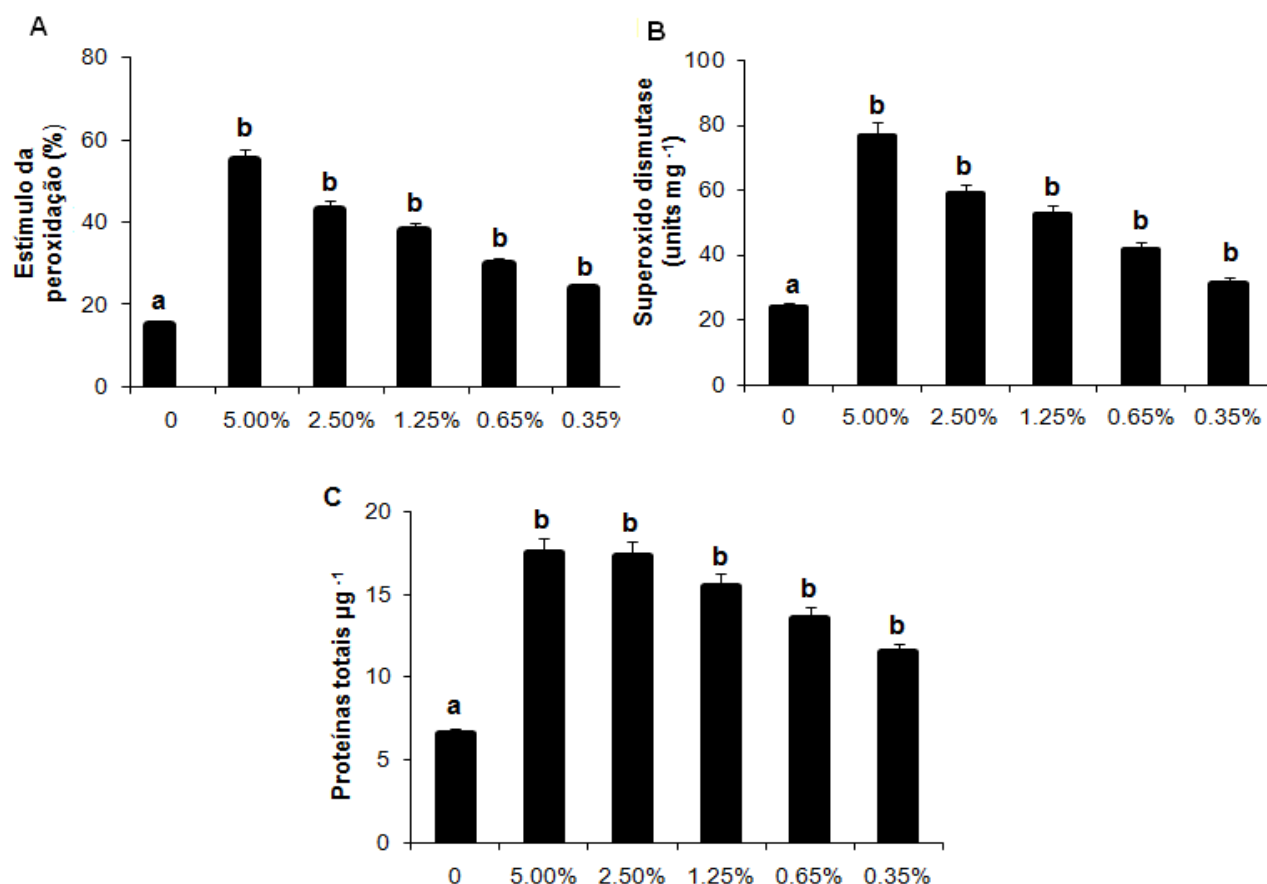 A
Estímulo da
peroxidação (%)
80
60
40
20
0
a
b
b
b
b
b
0 5.00% 2.50% 1.25% 0.65% 0.35%
B
Superoxido dismutase
(units mg -1)
100
80
60
40
20
0
a
b
b
b
b
b
0 5.00% 2.50% 1.25% 0.65% 0.35%
C
Proteínas totais µg -1
20
15
10
5
0
a
b
b
b
b
b
0 5.00% 2.50% 1.25% 0.65% 0.35%